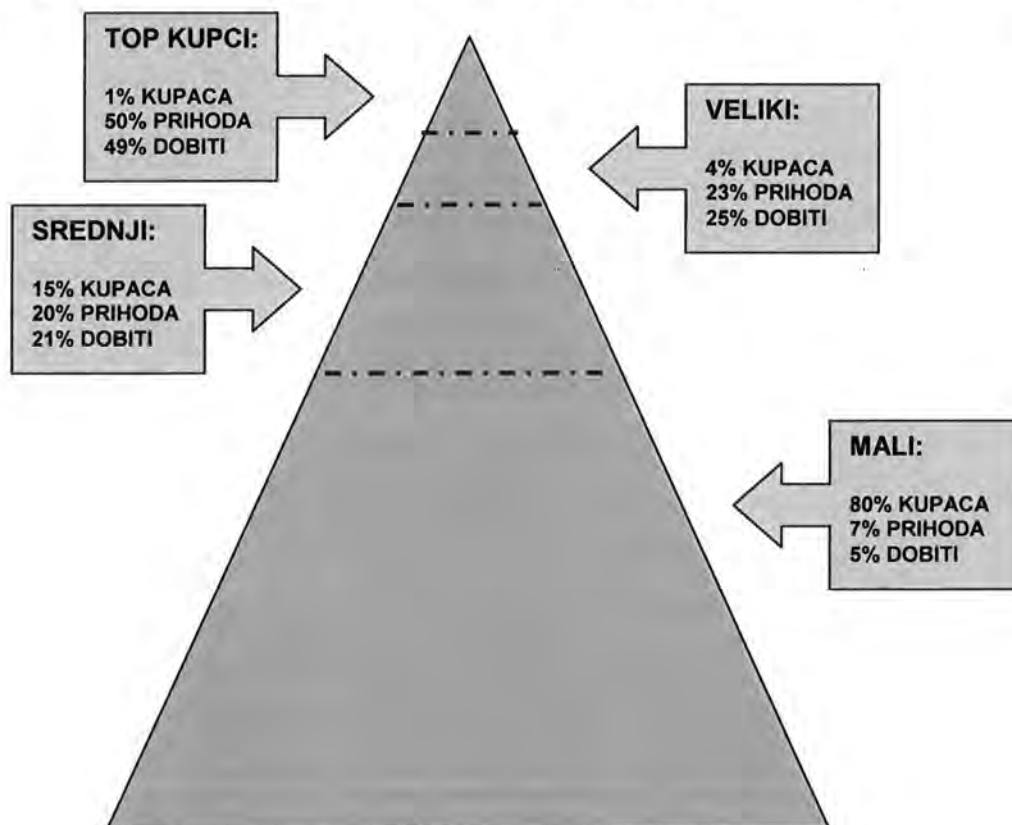 TOP KUPCI:
1% KUPACA
50% PRIHODA
49% DOBITI
VELIKI:
4% KUPACA
23% PRIHODA
25% DOBITI
SREDNJI:
15% KUPACA
20% PRIHODA
21% DOBITI
MALI:
80% KUPACA
7% PRIHODA
5% DOBITI